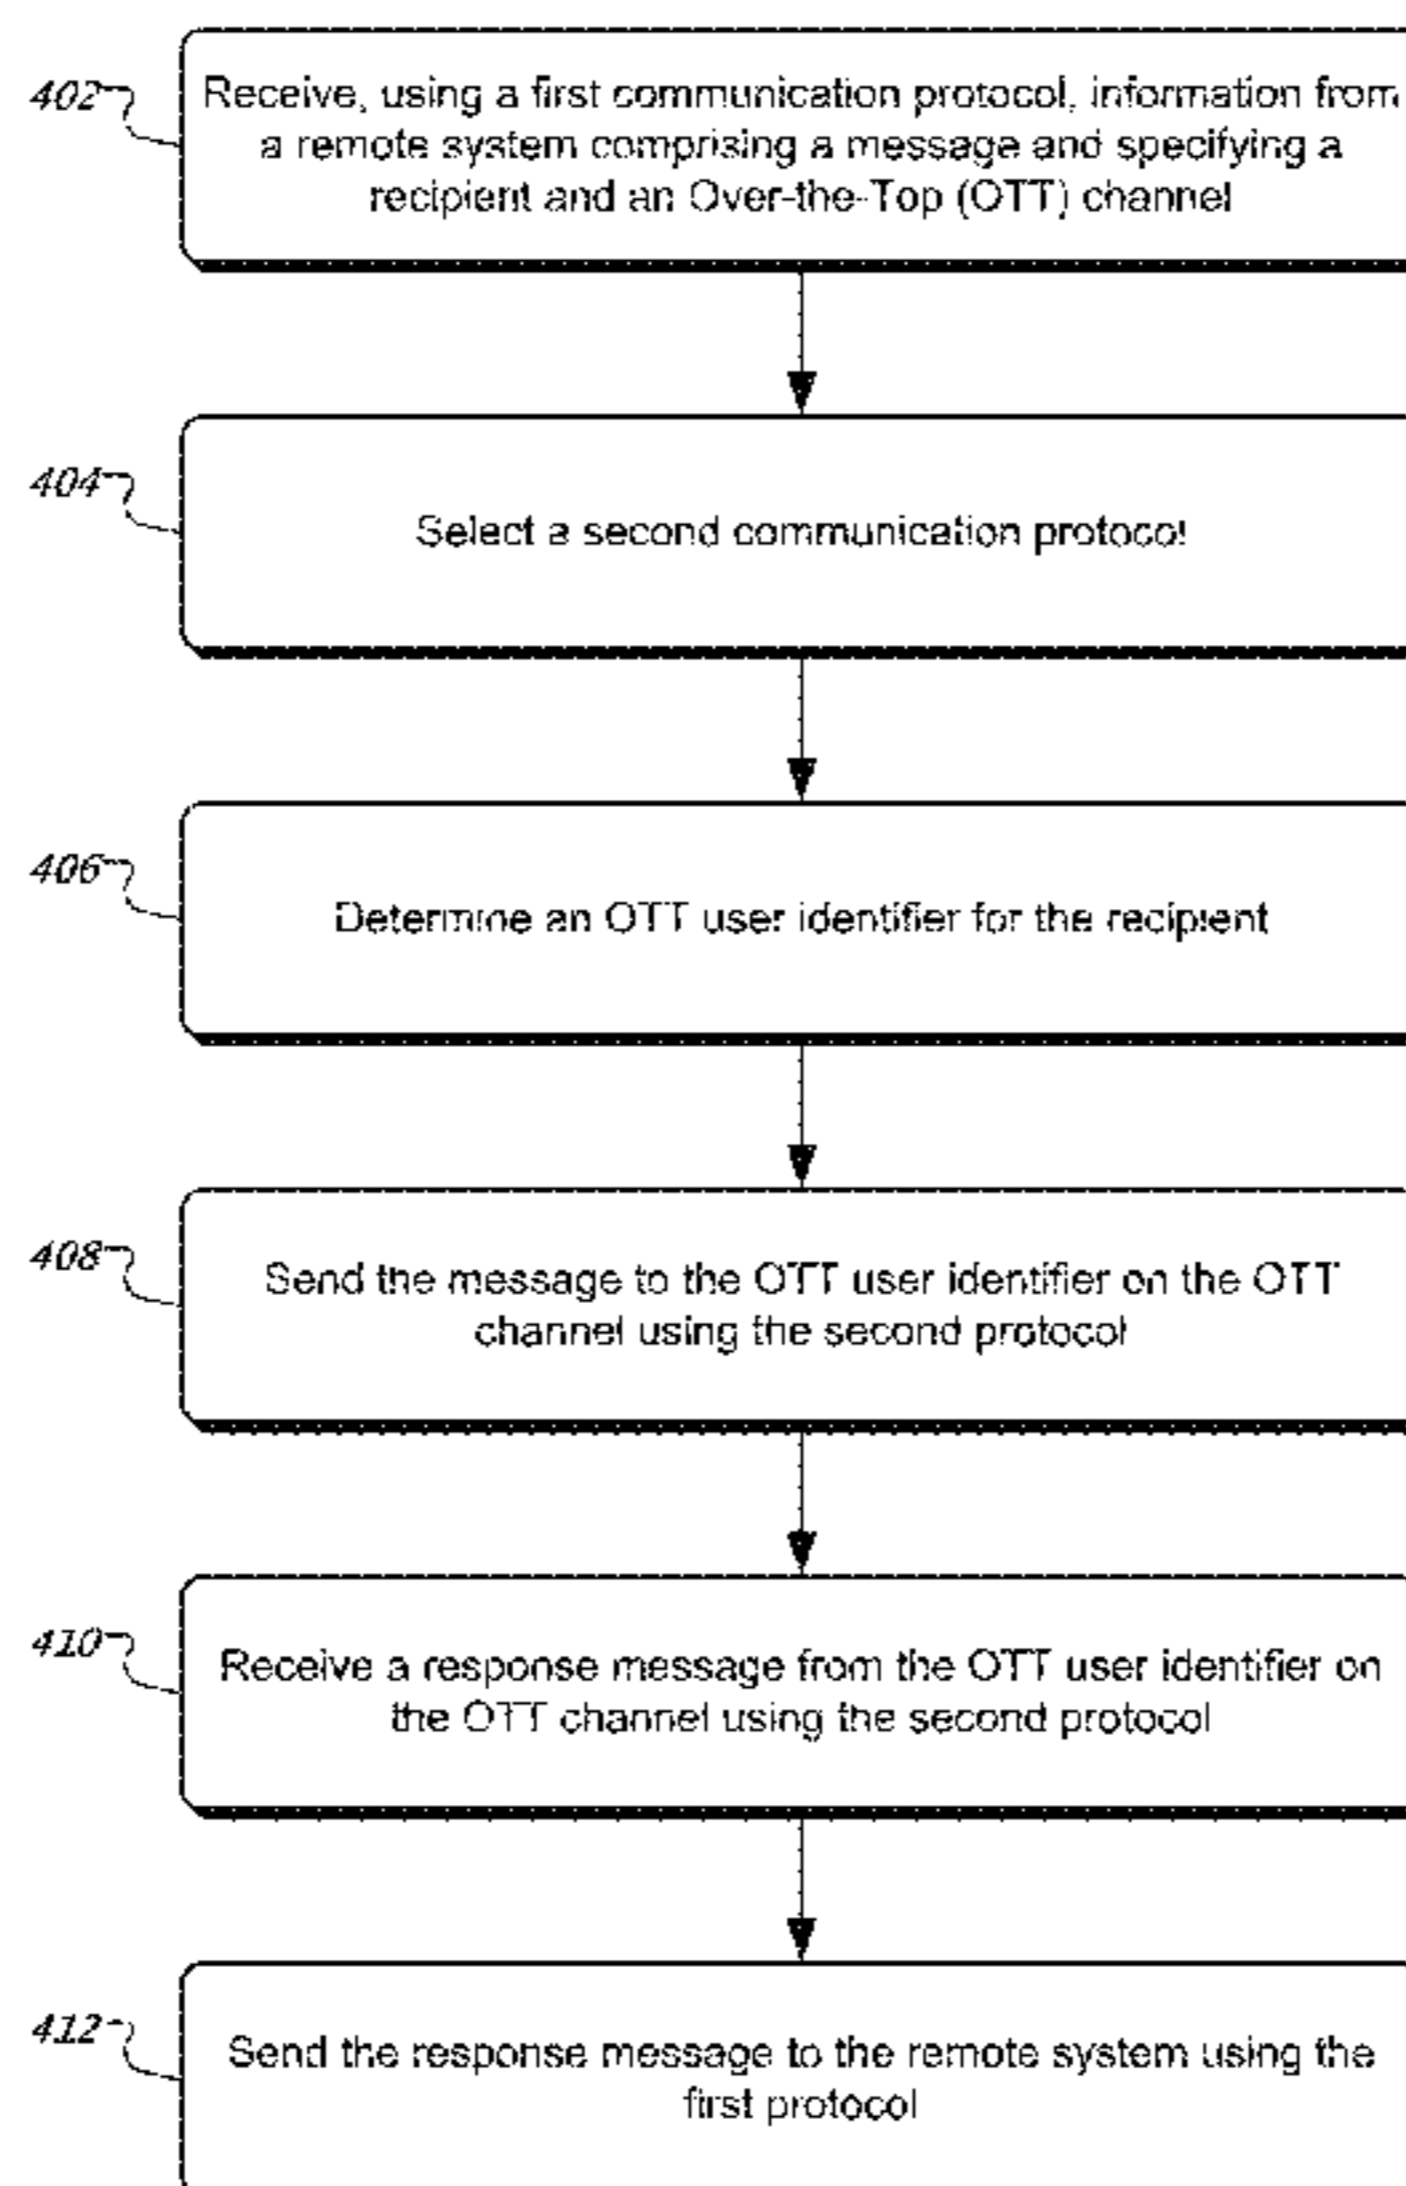 402
Receive, using a first communication protocol, information from
a remote system comprising a message and specifying a
recipient and an Over-the-Top (OTT) channel
404
Select a second communication protocol
406
Determine an OTT user identifier for the recipient
408
Send the message to the OTT user identifier on the OTT
channel using the second protocol
410
Receive a response message from the OTT user identifier on
the OTT channel using the second protocol
412
Send the response message to the remote system using the
first protocol